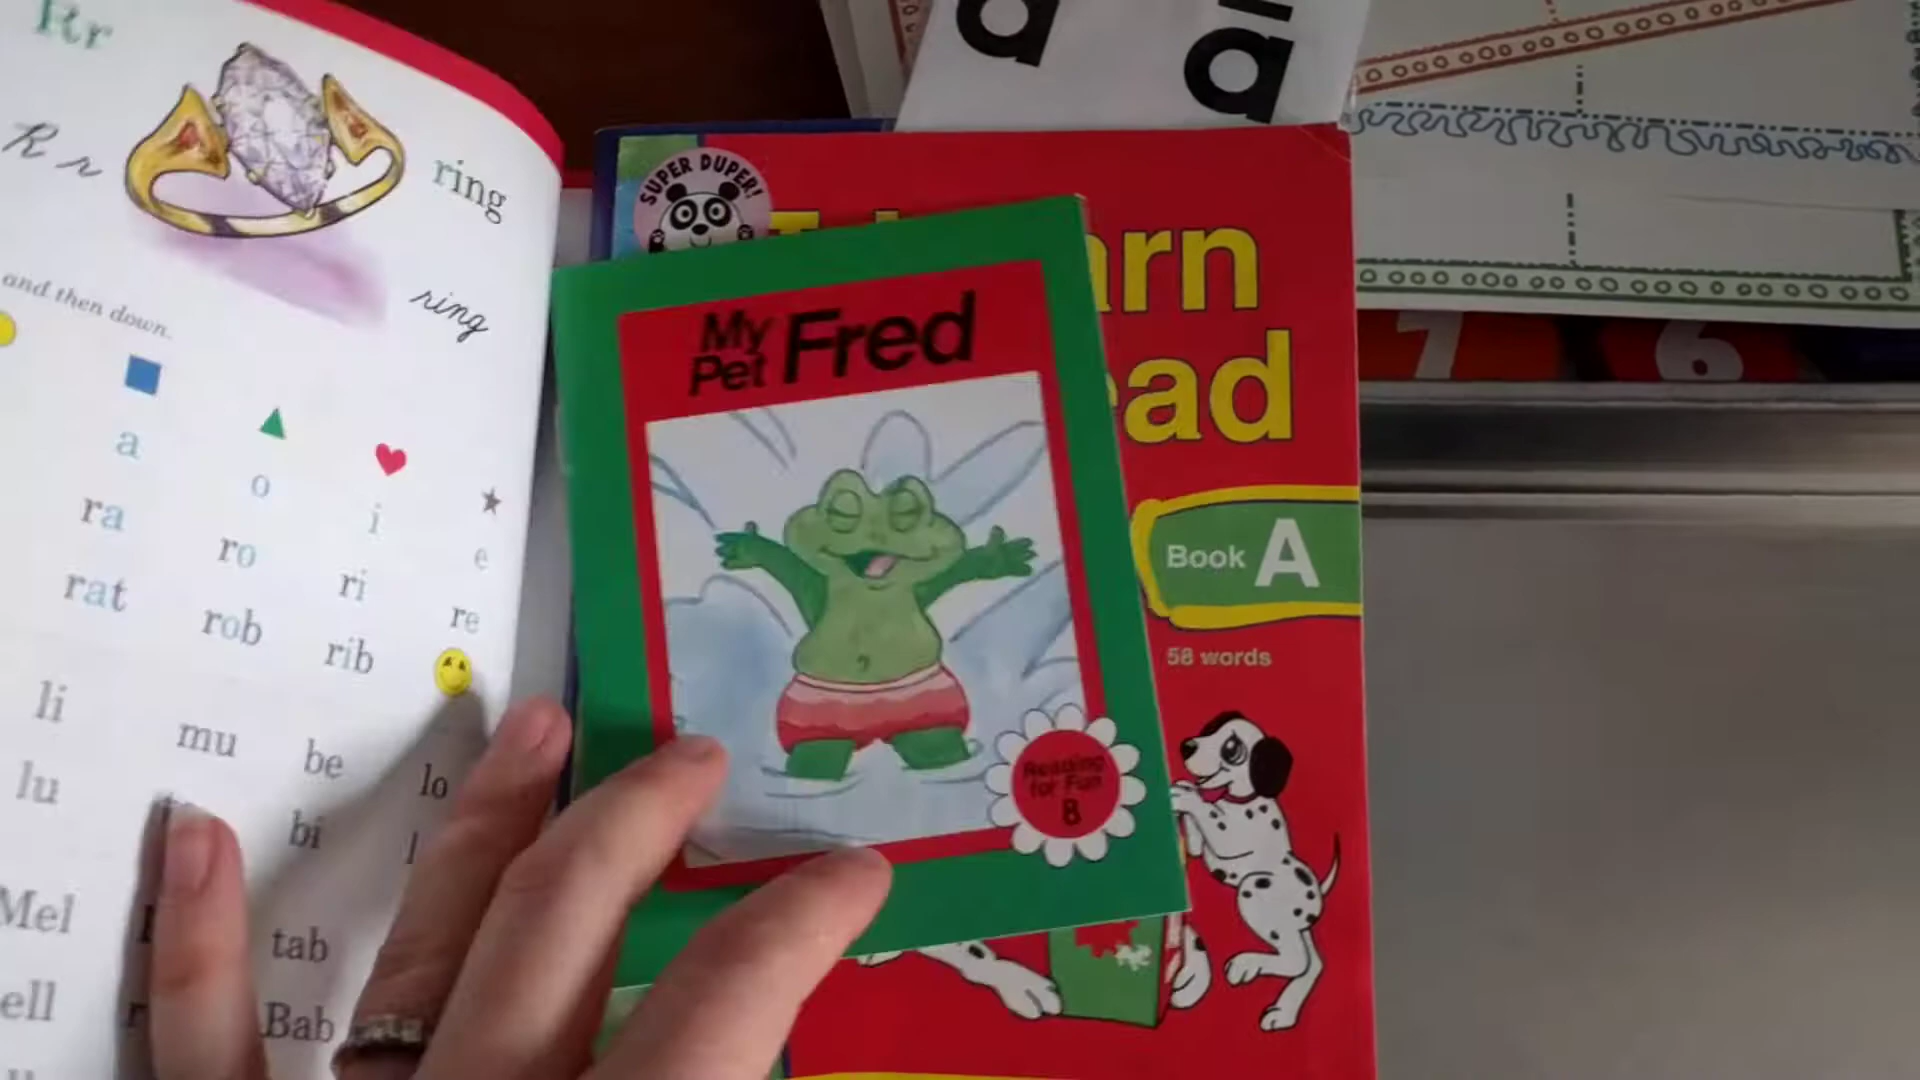 Rr
R r
ring
ring
and then down.
a o i e
ra ro ri re
rat rob rib
li mu be lo
lu bi
Mel
tab
ell
Bab
a
a
SUPER DUPER!
arn
ead
My
Pet Fred
Reading
for Fun
8
Book A
58 words
7 6